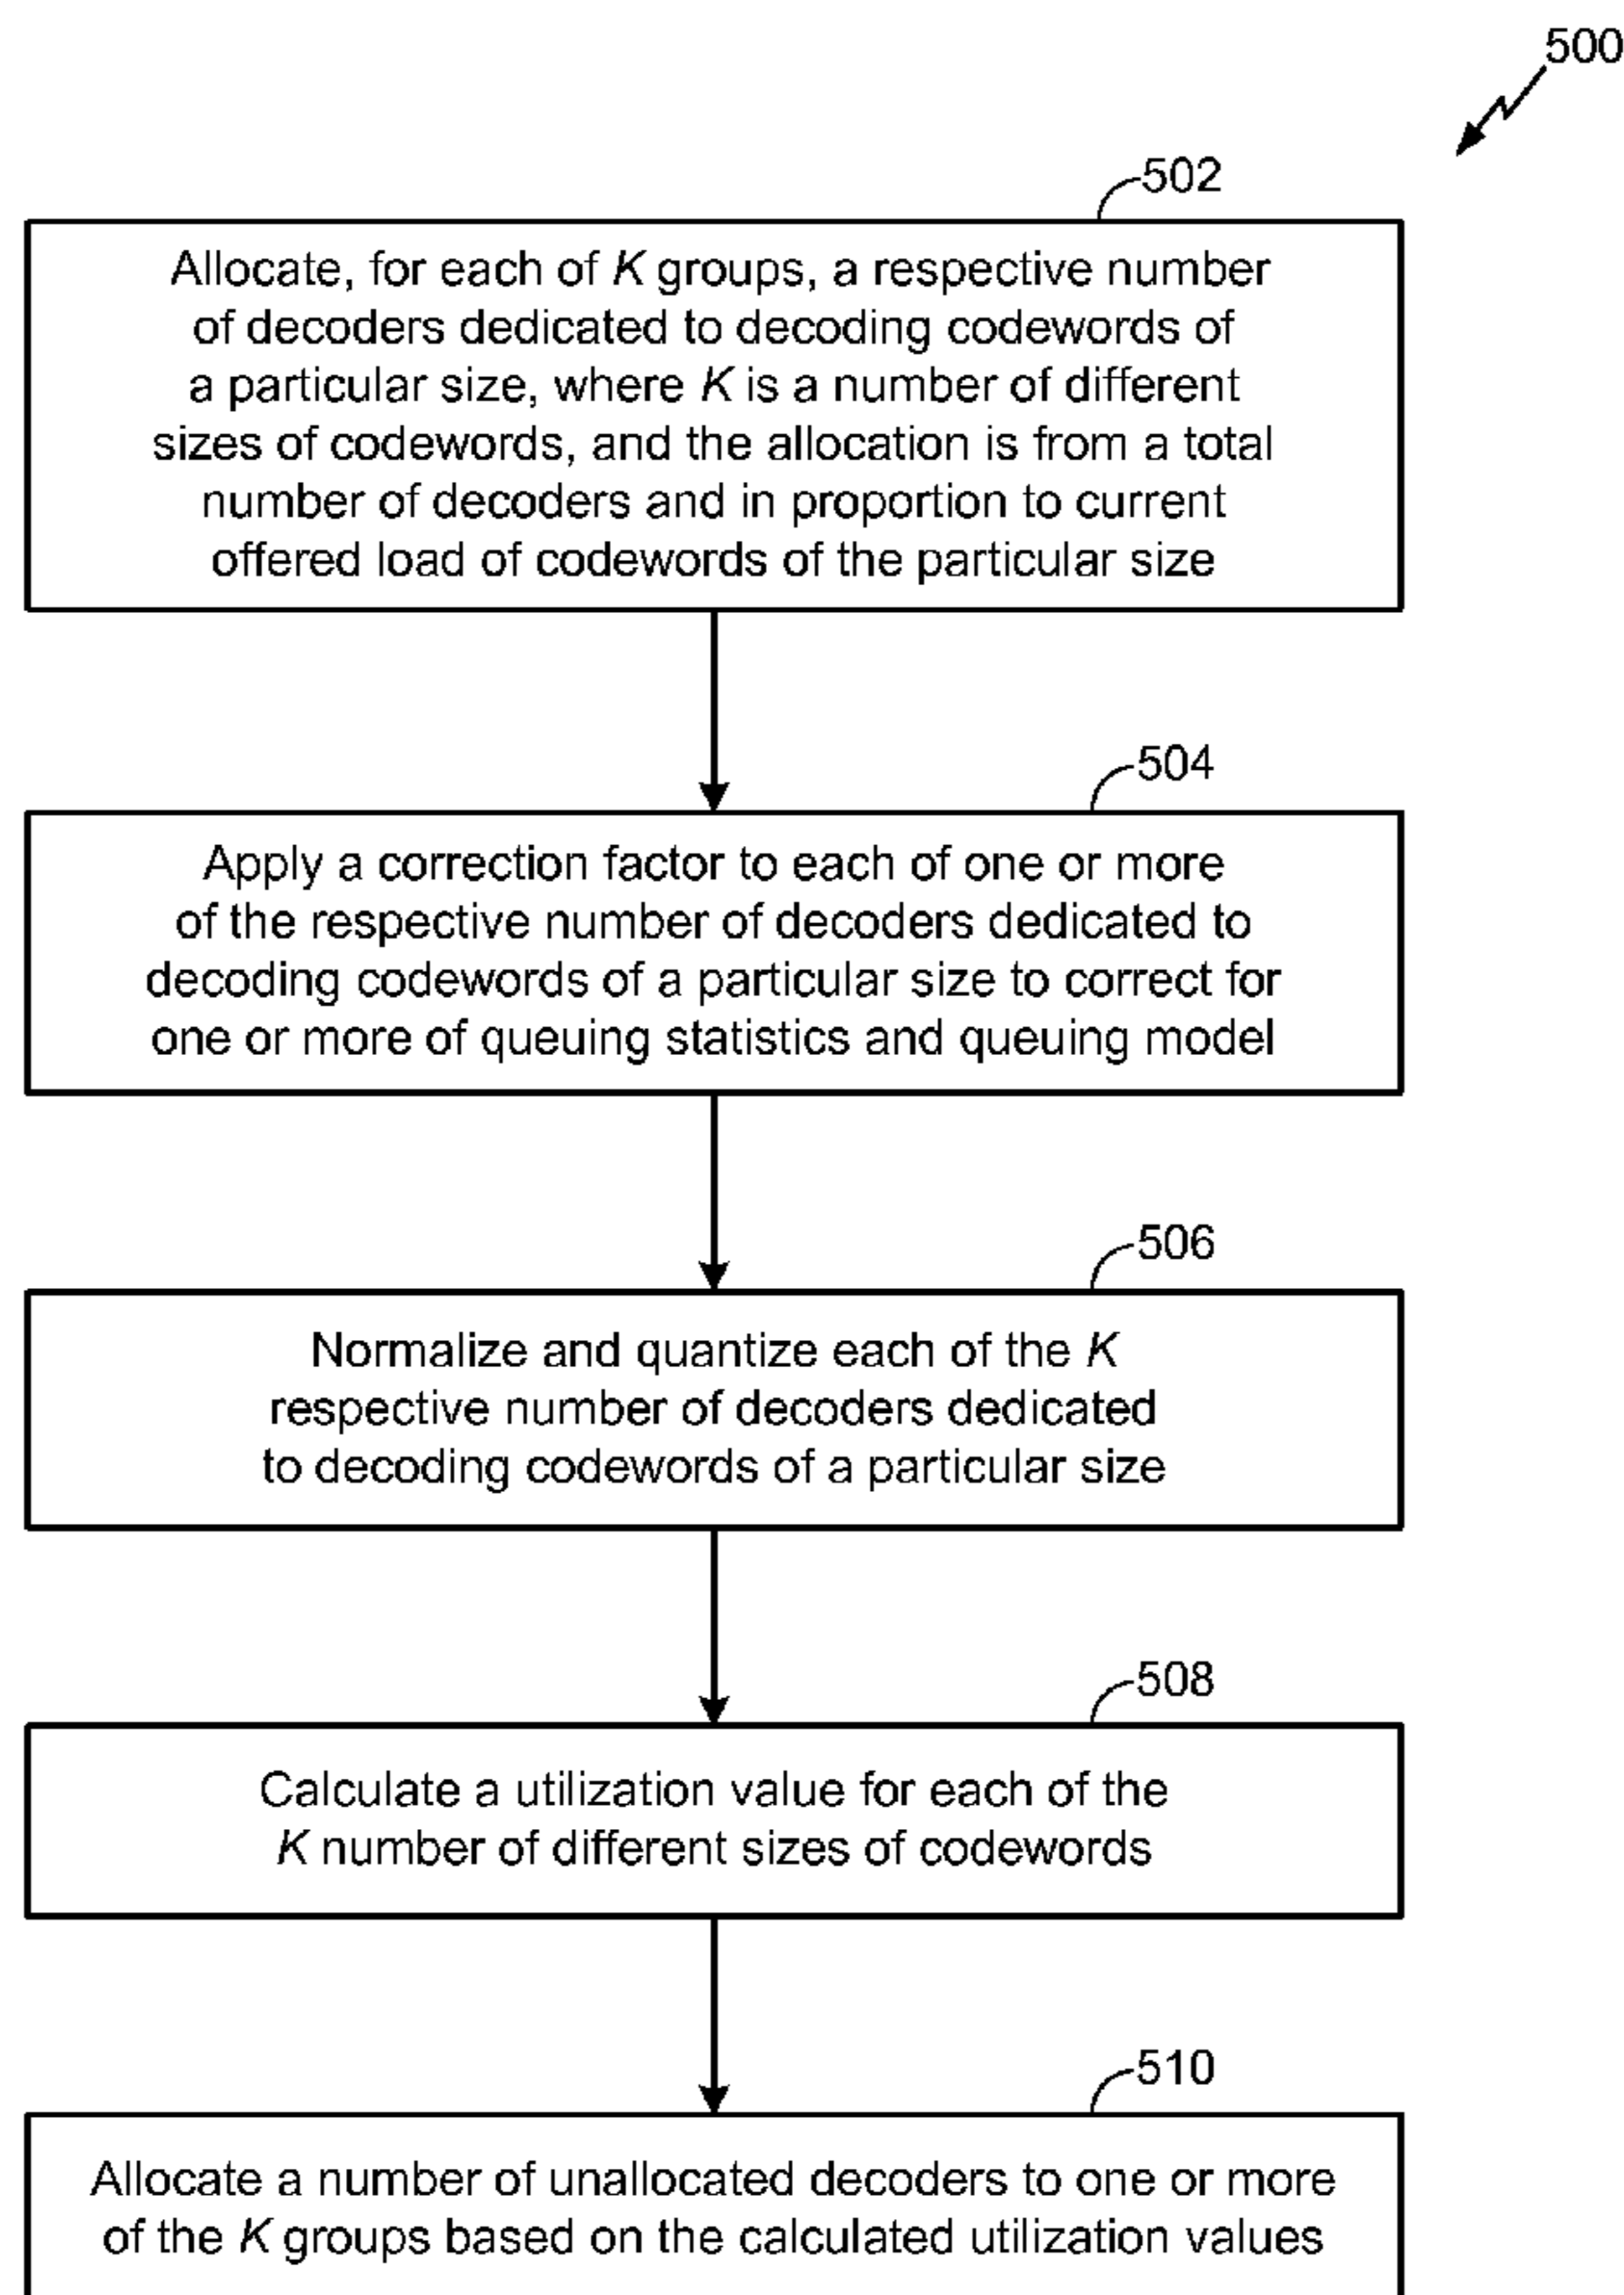 500
502
Allocate, for each of K groups, a respective number
of decoders dedicated to decoding codewords of
a particular size, where K is a number of different
sizes of codewords, and the allocation is from a total
number of decoders and in proportion to current
offered load of codewords of the particular size
504
Apply a correction factor to each of one or more
of the respective number of decoders dedicated to
decoding codewords of a particular size to correct for
one or more of queuing statistics and queuing model
506
Normalize and quantize each of the K
respective number of decoders dedicated
to decoding codewords of a particular size
508
Calculate a utilization value for each of the
K number of different sizes of codewords
510
Allocate a number of unallocated decoders to one or more
of the K groups based on the calculated utilization values